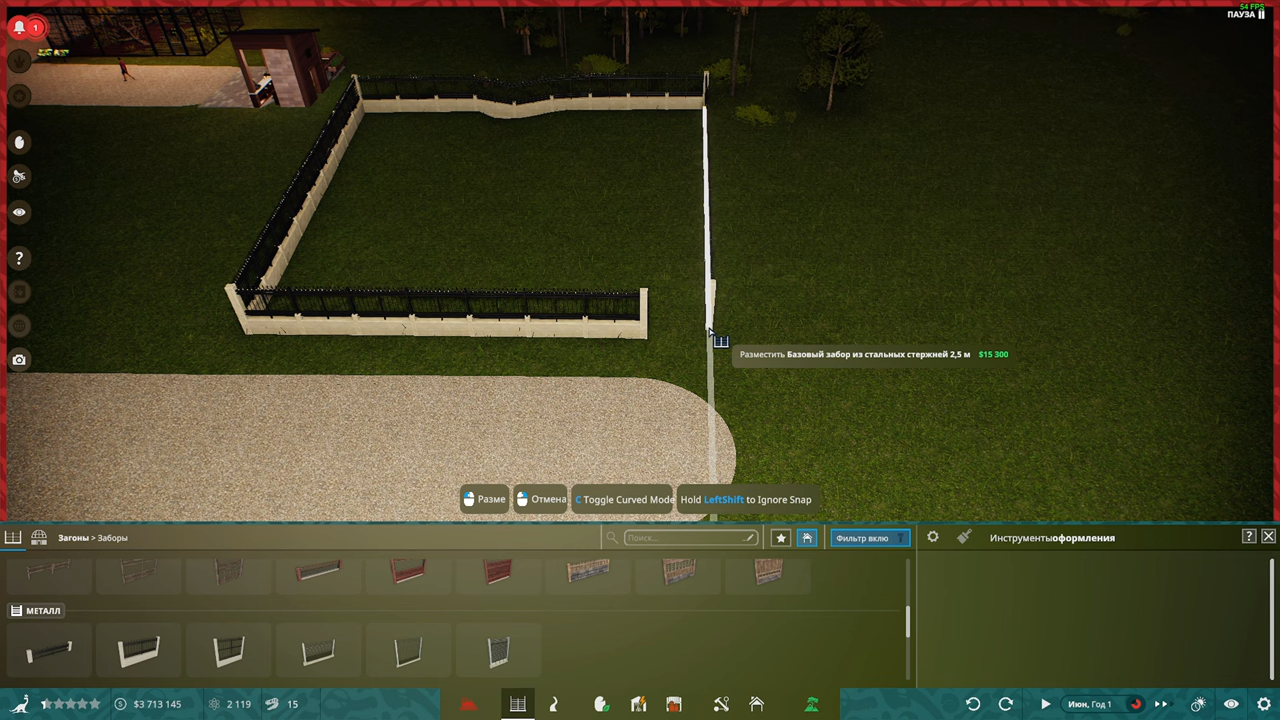 54 FPS
ПАУЗА
1
?
Разместить Базовый забор из стальных стержней 2,5 м $15 300
Разме
Отмена
C Toggle Curved Mode
Hold LeftShift to Ignore Snap
Загоны > Заборы
Поиск...
Фильтр вклю
Инструментыоформления
?
МЕТАЛЛ
$3 713 145
2 119
15
Июн, Год 1